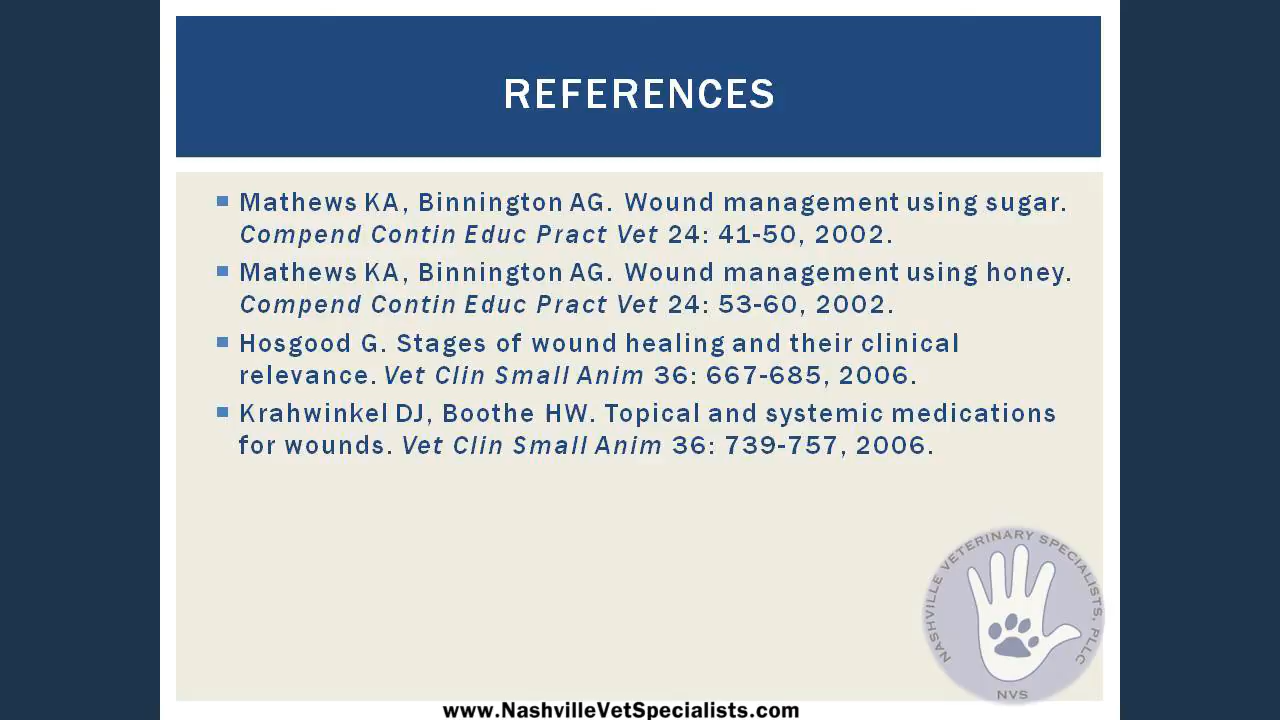 REFERENCES
Mathews KA, Binnington AG. Wound management using sugar.
Compend Contin Educ Pract Vet 24: 41-50, 2002.
Mathews KA, Binnington AG. Wound management using honey.
Compend Contin Educ Pract Vet 24: 53-60, 2002.
Hosgood G. Stages of wound healing and their clinical
relevance. Vet Clin Small Anim 36: 667-685, 2006.
Krahwinkel DJ, Boothe HW. Topical and systemic medications
for wounds. Vet Clin Small Anim 36: 739-757, 2006.
NASHVILLE VETERINARY SPECIALISTS, PLLC
NVS
www.NashvilleVetSpecialists.com